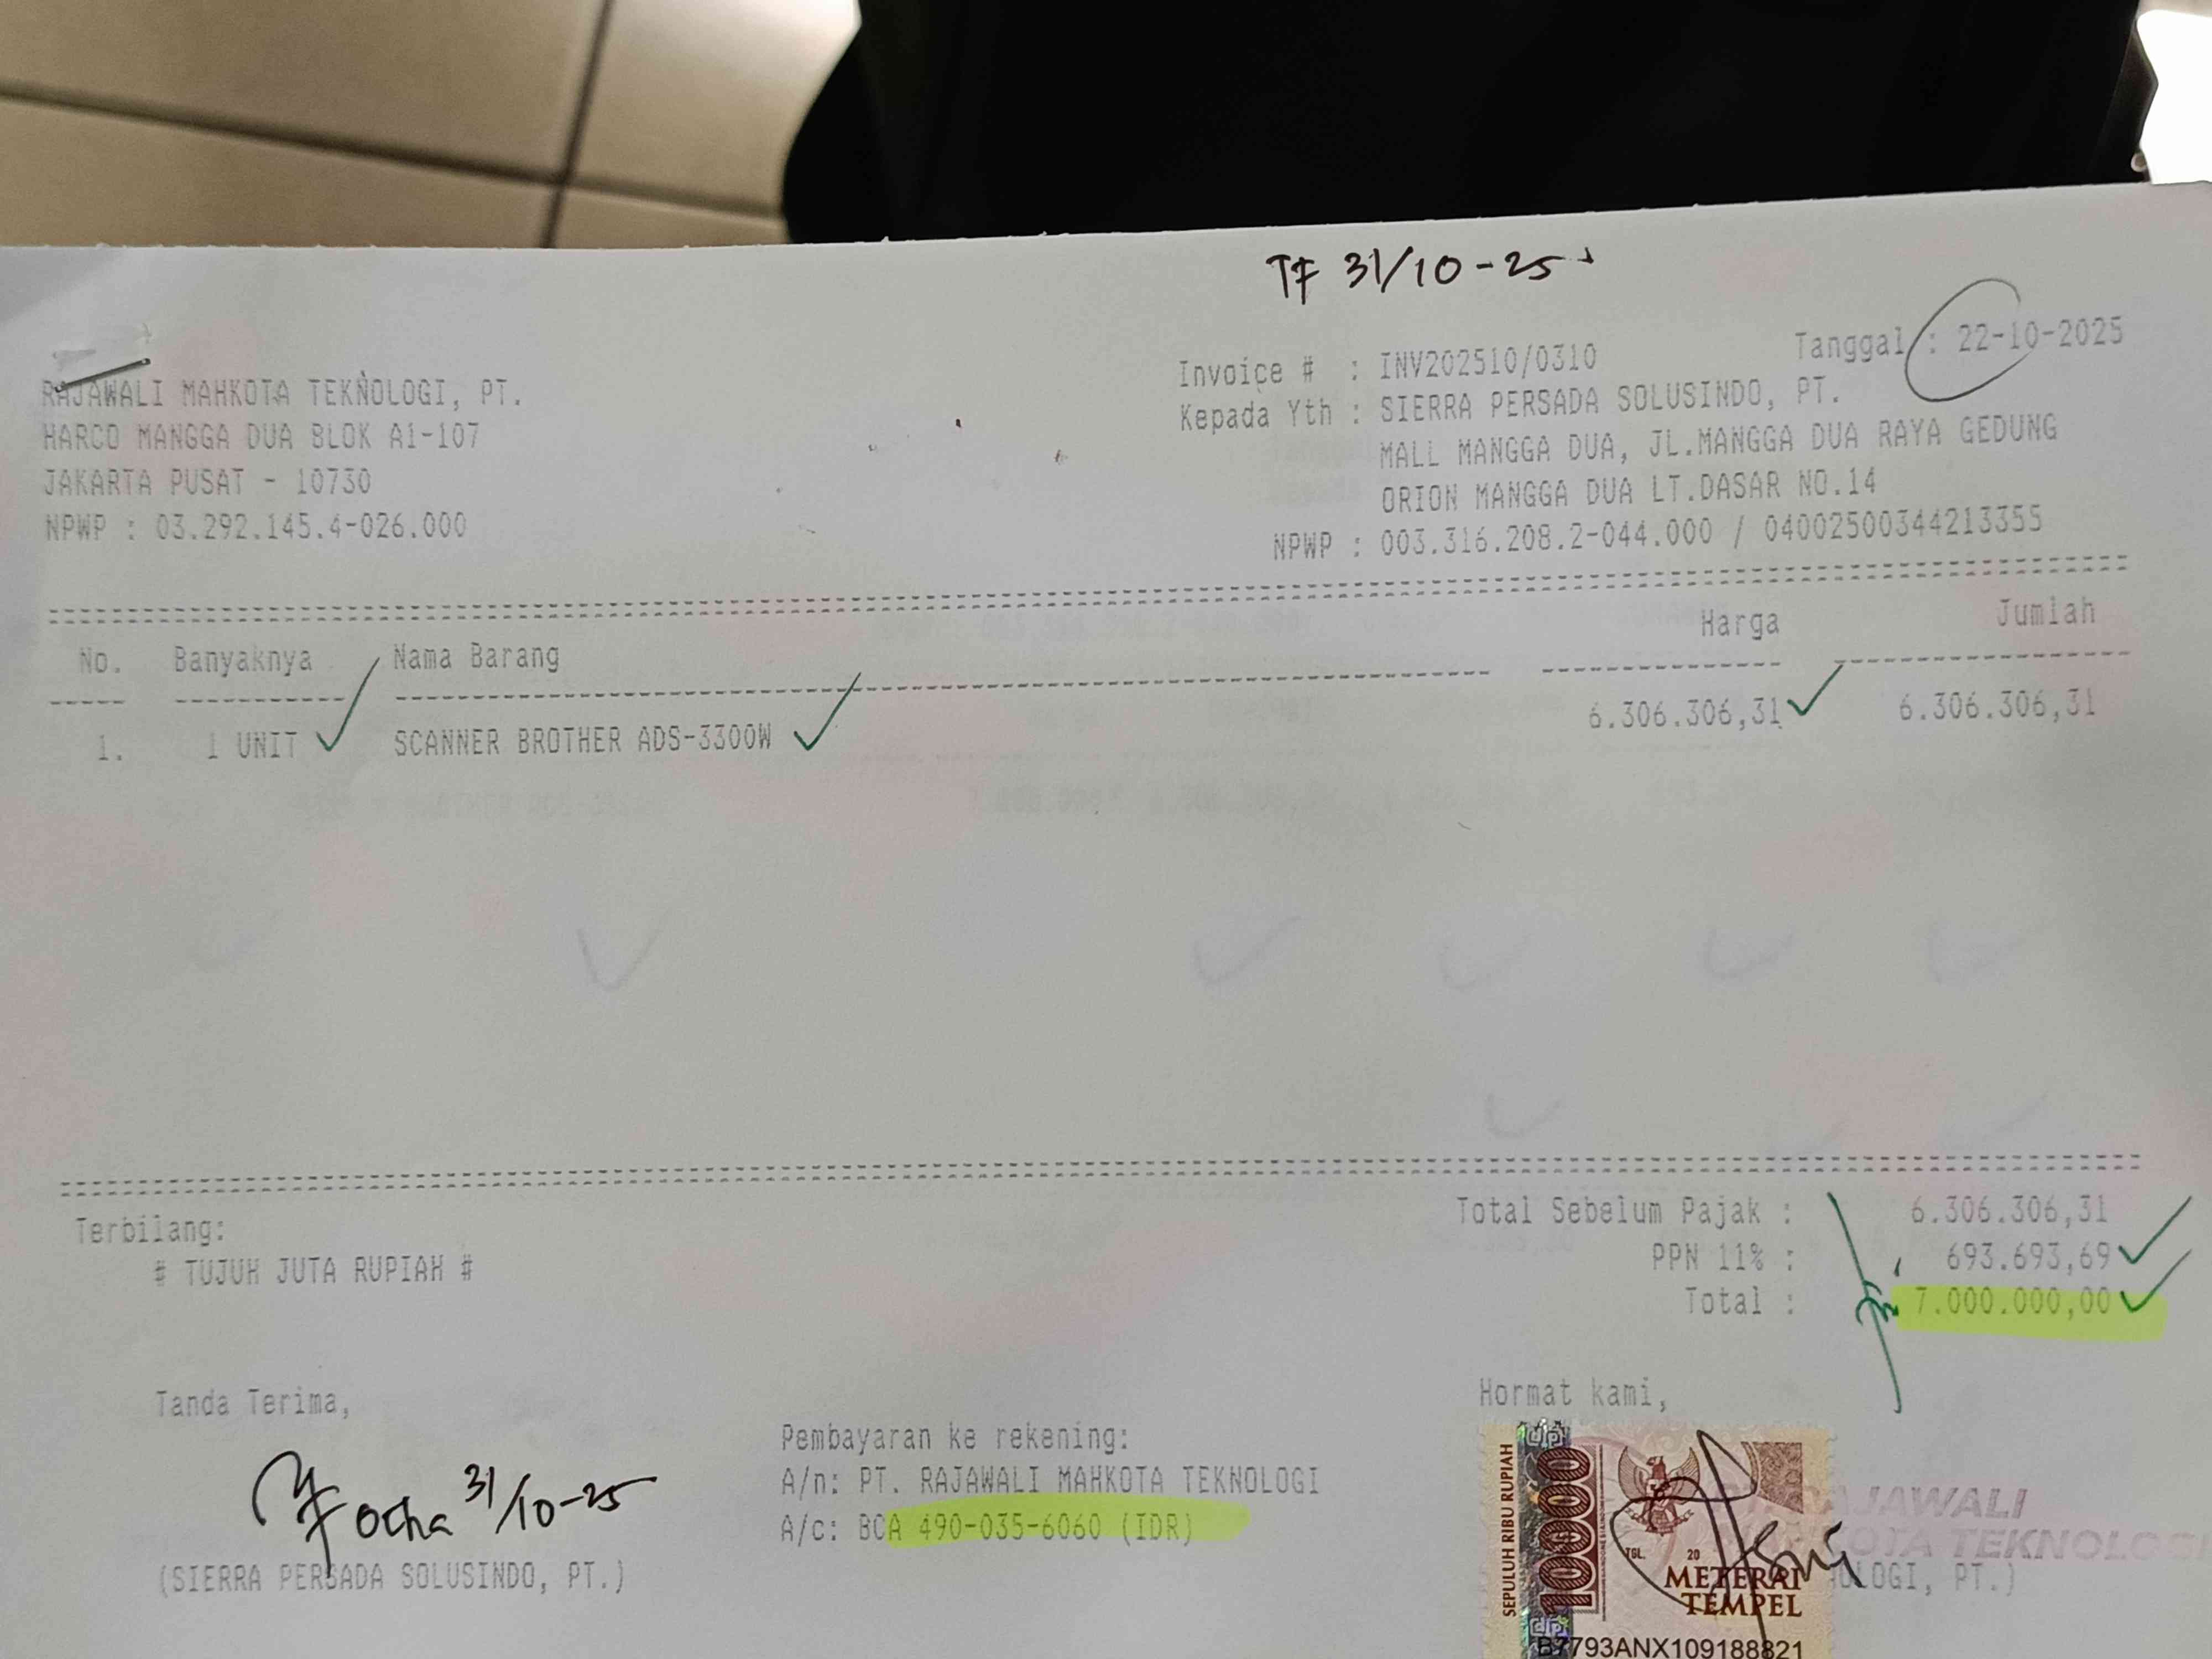 TF 31/10-25
Tanggal : 22-10-2025
RAJAWALI MAHKOTA TEKNOLOGI, PT.
HARCO MANGGA DUA BLOK A1-107
JAKARTA PUSAT - 10730
NPWP : 03.292.145.4-026.000
Invoice # : INV202510/0310
Kepada Yth : SIERRA PERSADA SOLUSINDO, PT.
MALL MANGGA DUA, JL.MANGGA DUA RAYA GEDUNG
ORION MANGGA DUA LT.DASAR NO.14
NPWP : 003.316.208.2-044.000 / 04002500344213355
No. Banyaknya Nama Barang Harga Jumlah
1. 1 UNIT SCANNER BROTHER ADS-3300W 6.306.306,31 6.306.306,31
Terbilang:
# TUJUH JUTA RUPIAH #
Total Sebelum Pajak : 6.306.306,31
PPN 11% : 693.693,69
Total : 7.000.000,00
Tanda Terima,
Ocha 31/10-25
(SIERRA PERSADA SOLUSINDO, PT.)
Pembayaran ke rekening:
A/n: PT. RAJAWALI MAHKOTA TEKNOLOGI
A/c: BCA 490-035-6060 (IDR)
Hormat kami,
SEPULUH RIBU RUPIAH
10000
TGL. 20
METERAI
TEMPEL
B7793ANX109188821
RAJAWALI
TEKNOLOGI